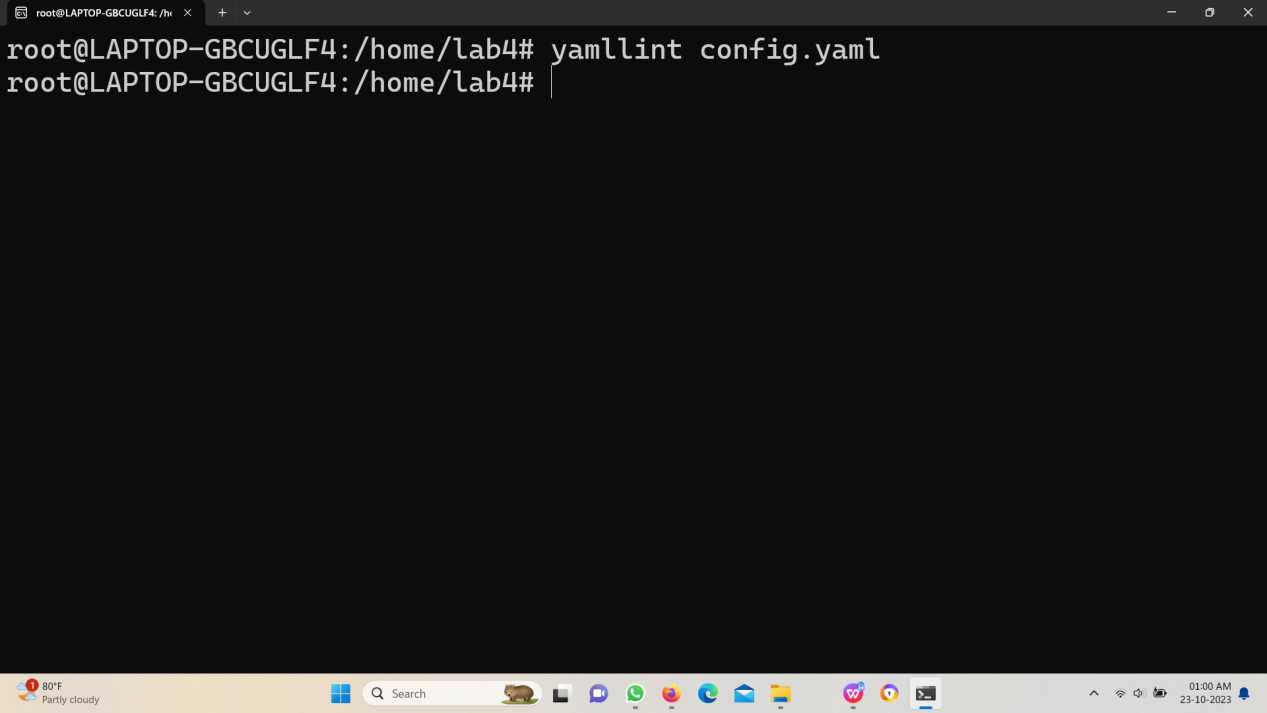 root@LAPTOP-GBCUGLF4: /h
root@LAPTOP-GBCUGLF4:/home/lab4# yamllint config.yaml
root@LAPTOP-GBCUGLF4:/home/lab4#
1
80°F
Partly cloudy
Search
01:00 AM
23-10-2023